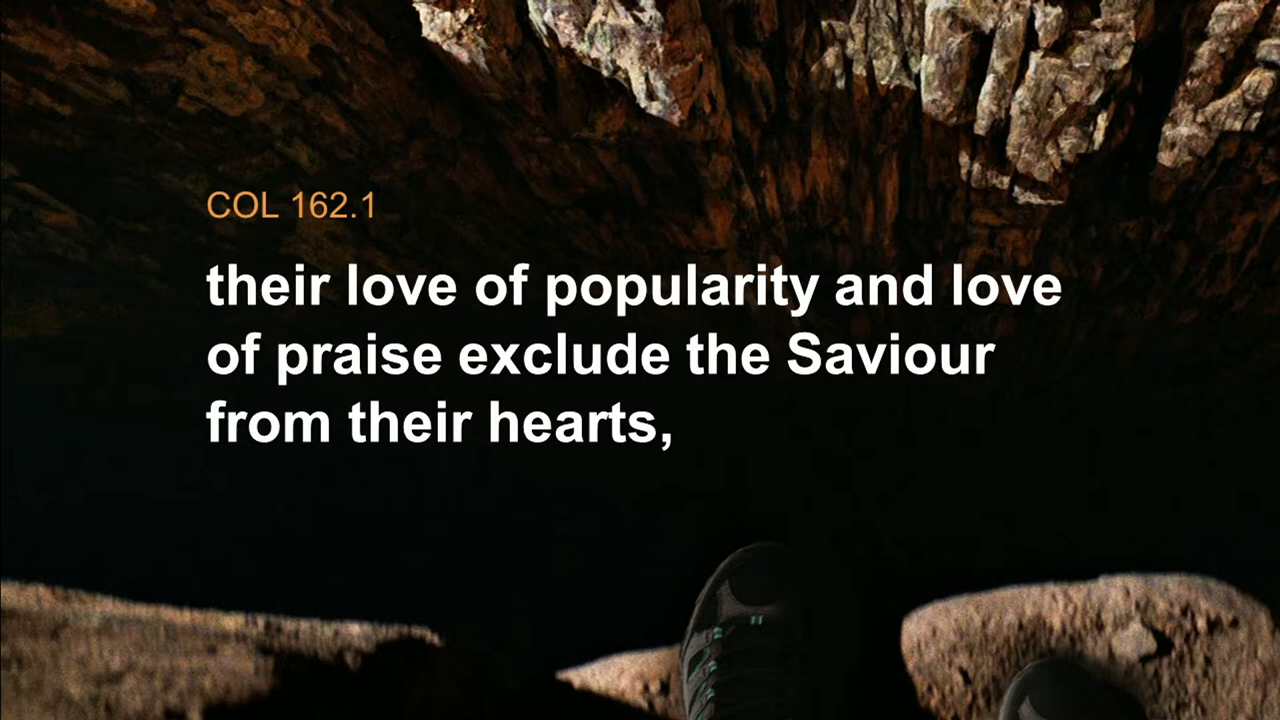 COL 162.1
their love of popularity and love
of praise exclude the Saviour
from their hearts,